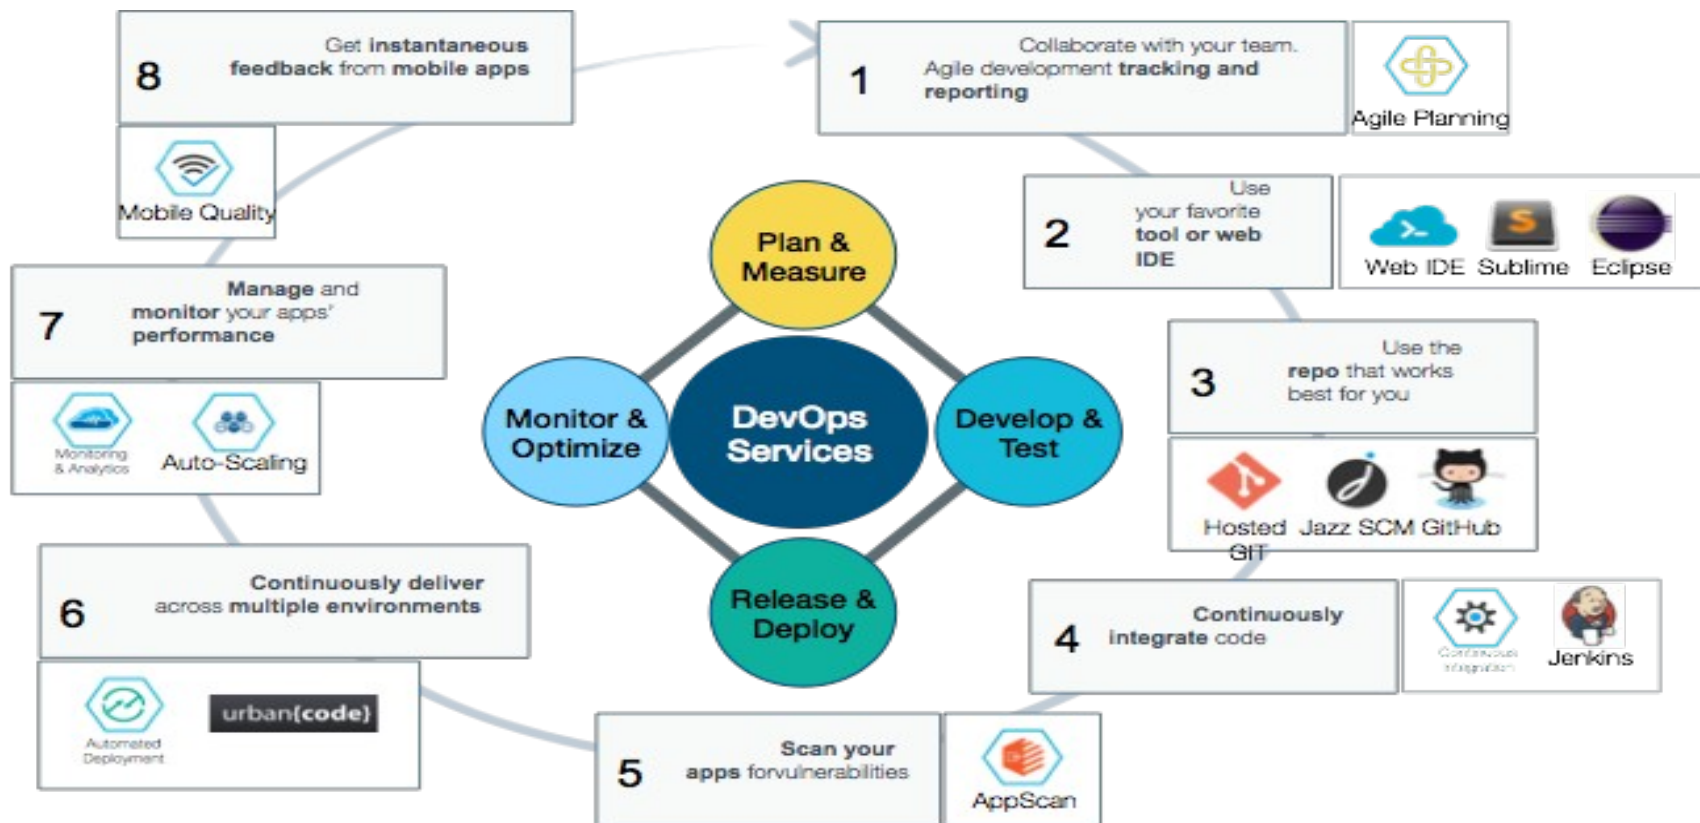 8
Get instantaneous
feedback from mobile apps
Mobile Quality
1
Collaborate with your team.
Agile development tracking and
reporting
Agile Planning
2
Use
your favorite
tool or web
IDE
>-
S
Web IDE Sublime Eclipse
3
Use the
repo that works
best for you
Hosted Jazz SCM GitHub
GIT
4
Continuously
integrate code
Continuous
Integration
Jenkins
5
Scan your
apps forvulnerabilities
AppScan
6
Continuously deliver
across multiple environments
Automated
Deployment
urban{code}
7
Manage and
monitor your apps'
performance
Monitoring
& Analytics
Auto-Scaling
Plan &
Measure
Monitor &
Optimize
DevOps
Services
Develop &
Test
Release &
Deploy